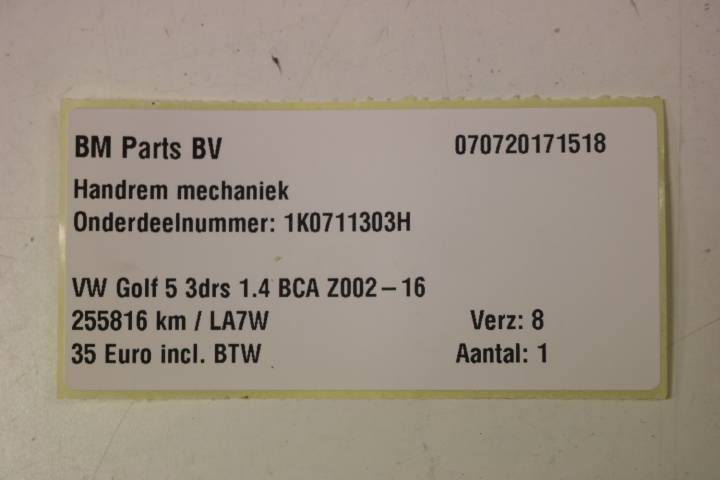 BM Parts BV 070720171518
Handrem mechaniek
Onderdeelnummer: 1K0711303H
VW Golf 5 3drs 1.4 BCA Z002-16
255816 km / LA7W Verz: 8
35 Euro incl. BTW Aantal: 1